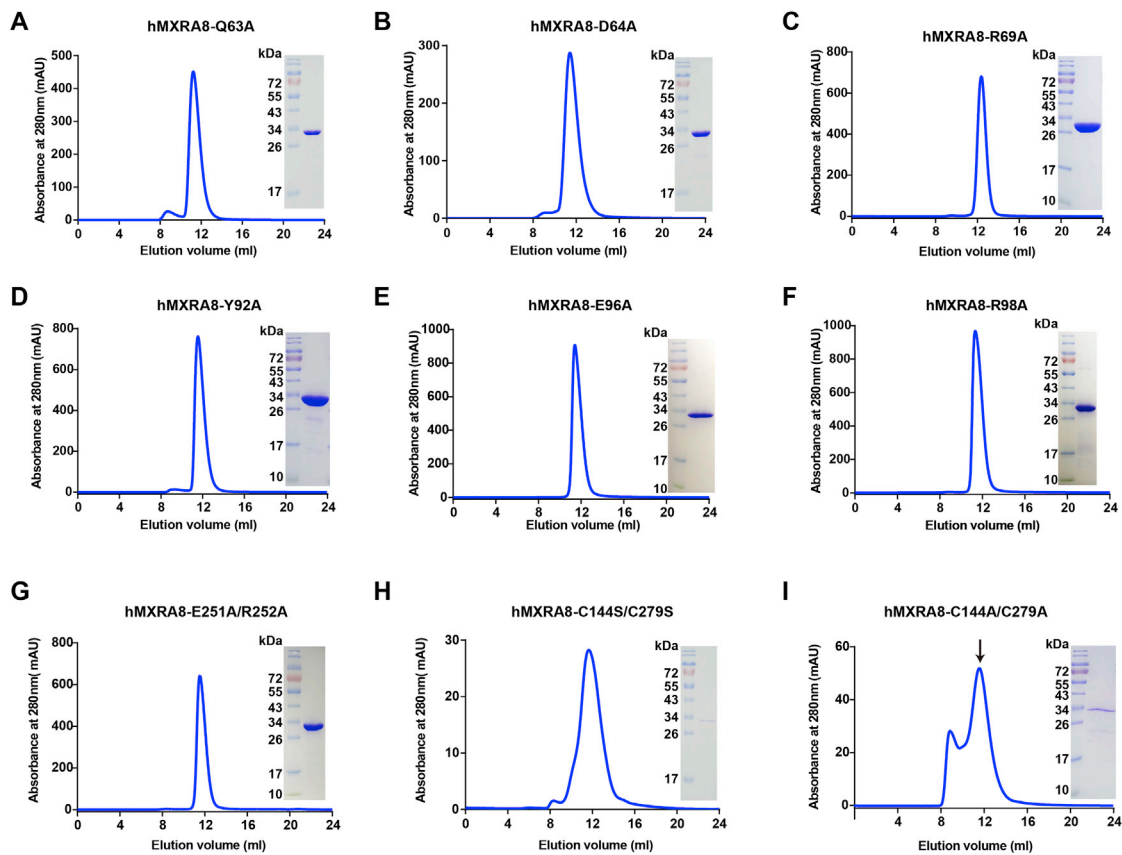 A
hMXRA8-Q63A
Absorbance at 280nm (mAU)
500
400
300
200
100
0
0 4 8 12 16 20 24
Elution volume (ml)
kDa
72
55
43
34
26
17
B
hMXRA8-D64A
Absorbance at 280nm (mAU)
300
200
100
0
0 4 8 12 16 20 24
Elution volume (ml)
kDa
72
55
43
34
26
17
C
hMXRA8-R69A
Absorbance at 280nm (mAU)
800
600
400
200
0
0 4 8 12 16 20 24
Elution volume (ml)
kDa
72
55
43
34
26
17
10
D
hMXRA8-Y92A
Absorbance at 280nm (mAU)
800
600
400
200
0
0 4 8 12 16 20 24
Elution volume (ml)
kDa
72
55
43
34
26
17
10
E
hMXRA8-E96A
Absorbance at 280nm (mAU)
1000
800
600
400
200
0
0 4 8 12 16 20 24
Elution volume (ml)
kDa
72
55
43
34
26
17
10
F
hMXRA8-R98A
Absorbance at 280nm (mAU)
1000
800
600
400
200
0
0 4 8 12 16 20 24
Elution volume (ml)
kDa
72
55
43
34
26
17
10
G
hMXRA8-E251A/R252A
Absorbance at 280nm( mAU)
800
600
400
200
0
0 4 8 12 16 20 24
Elution volume (ml)
kDa
72
55
43
34
26
17
10
H
hMXRA8-C144S/C279S
Absorbance at 280nm( mAU)
30
20
10
0
0 4 8 12 16 20 24
Elution volume (ml)
kDa
72
55
43
34
26
17
I
hMXRA8-C144A/C279A
Absorbance at 280nm (mAU)
60
40
20
0
4 8 12 16 20 24
Elution volume (ml)
kDa
72
55
43
34
26
17
10